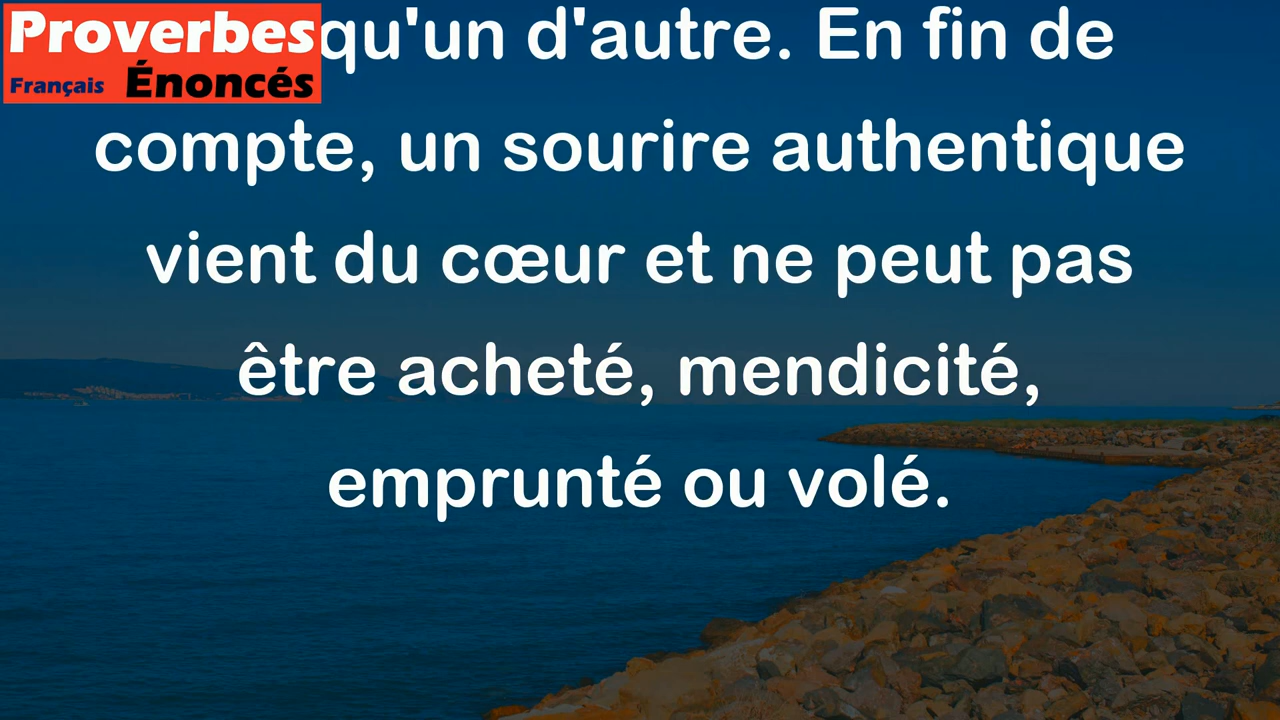 Proverbes
Français Énoncés
qu'un d'autre. En fin de
compte, un sourire authentique
vient du cœur et ne peut pas
être acheté, mendicité,
emprunté ou volé.